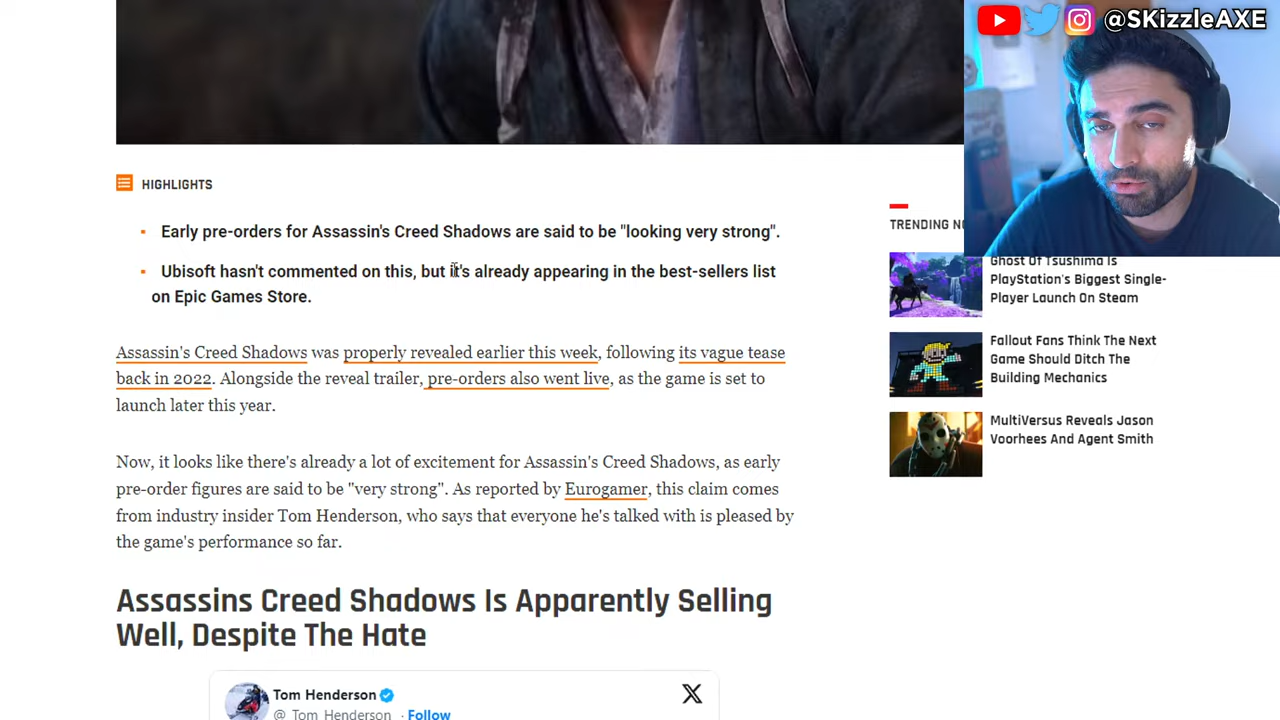 @SKizzleAXE
HIGHLIGHTS
Early pre-orders for Assassin's Creed Shadows are said to be "looking very strong".
Ubisoft hasn't commented on this, but it's already appearing in the best-sellers list
on Epic Games Store.
Assassin's Creed Shadows was properly revealed earlier this week, following its vague tease
back in 2022. Alongside the reveal trailer, pre-orders also went live, as the game is set to
launch later this year.
Now, it looks like there's already a lot of excitement for Assassin's Creed Shadows, as early
pre-order figures are said to be "very strong". As reported by Eurogamer, this claim comes
from industry insider Tom Henderson, who says that everyone he's talked with is pleased by
the game's performance so far.
Assassins Creed Shadows Is Apparently Selling
Well, Despite The Hate
Tom Henderson
@_Tom_Henderson_ · Follow
TRENDING
Ghost Of Tsushima Is
PlayStation's Biggest Single-
Player Launch On Steam
Fallout Fans Think The Next
Game Should Ditch The
Building Mechanics
MultiVersus Reveals Jason
Voorhees And Agent Smith